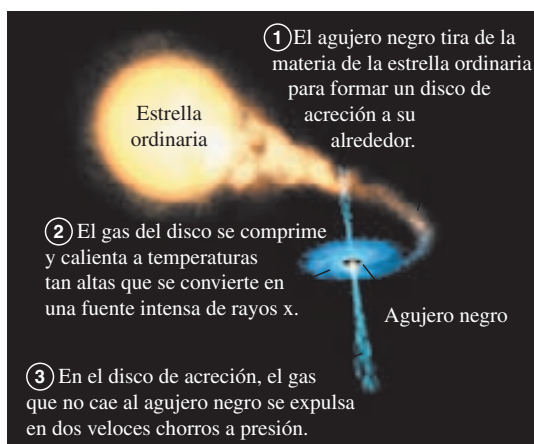 ① El agujero negro tira de la
materia de la estrella ordinaria
para formar un disco de
acreción a su
alrededor.
Estrella
ordinaria
② El gas del disco se comprime
y calienta a temperaturas
tan altas que se convierte en
una fuente intensa de rayos x.
Agujero negro
③ En el disco de acreción, el gas
que no cae al agujero negro se expulsa
en dos veloces chorros a presión.